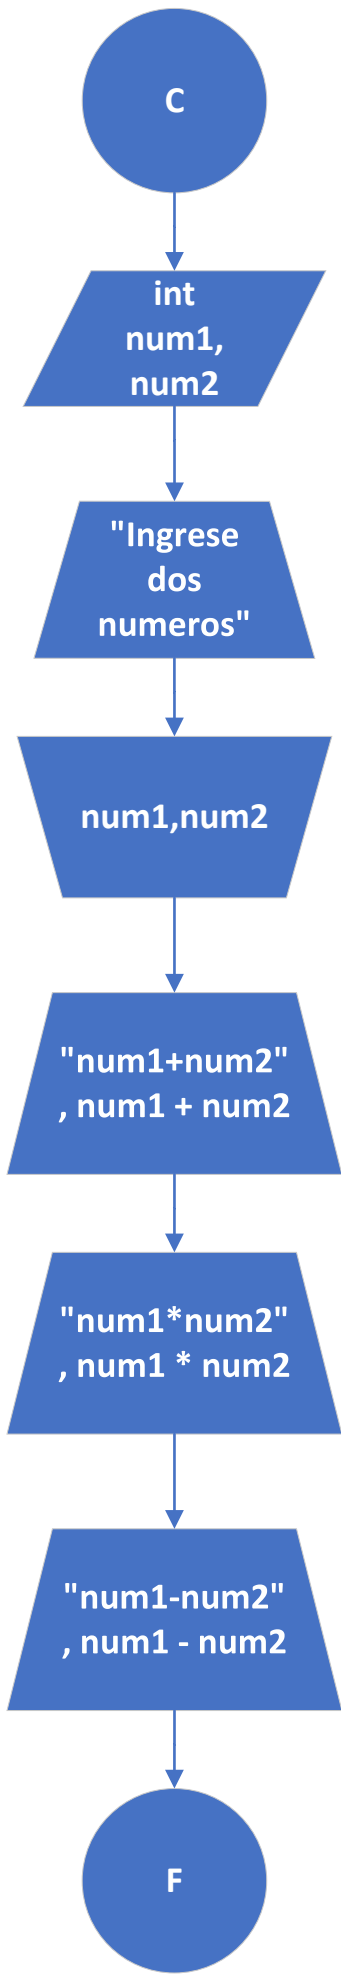 C
int
num1,
num2
"Ingrese
dos
numeros"
num1,num2
"num1+num2"
, num1 + num2
"num1*num2"
, num1 * num2
"num1-num2"
, num1 - num2
F